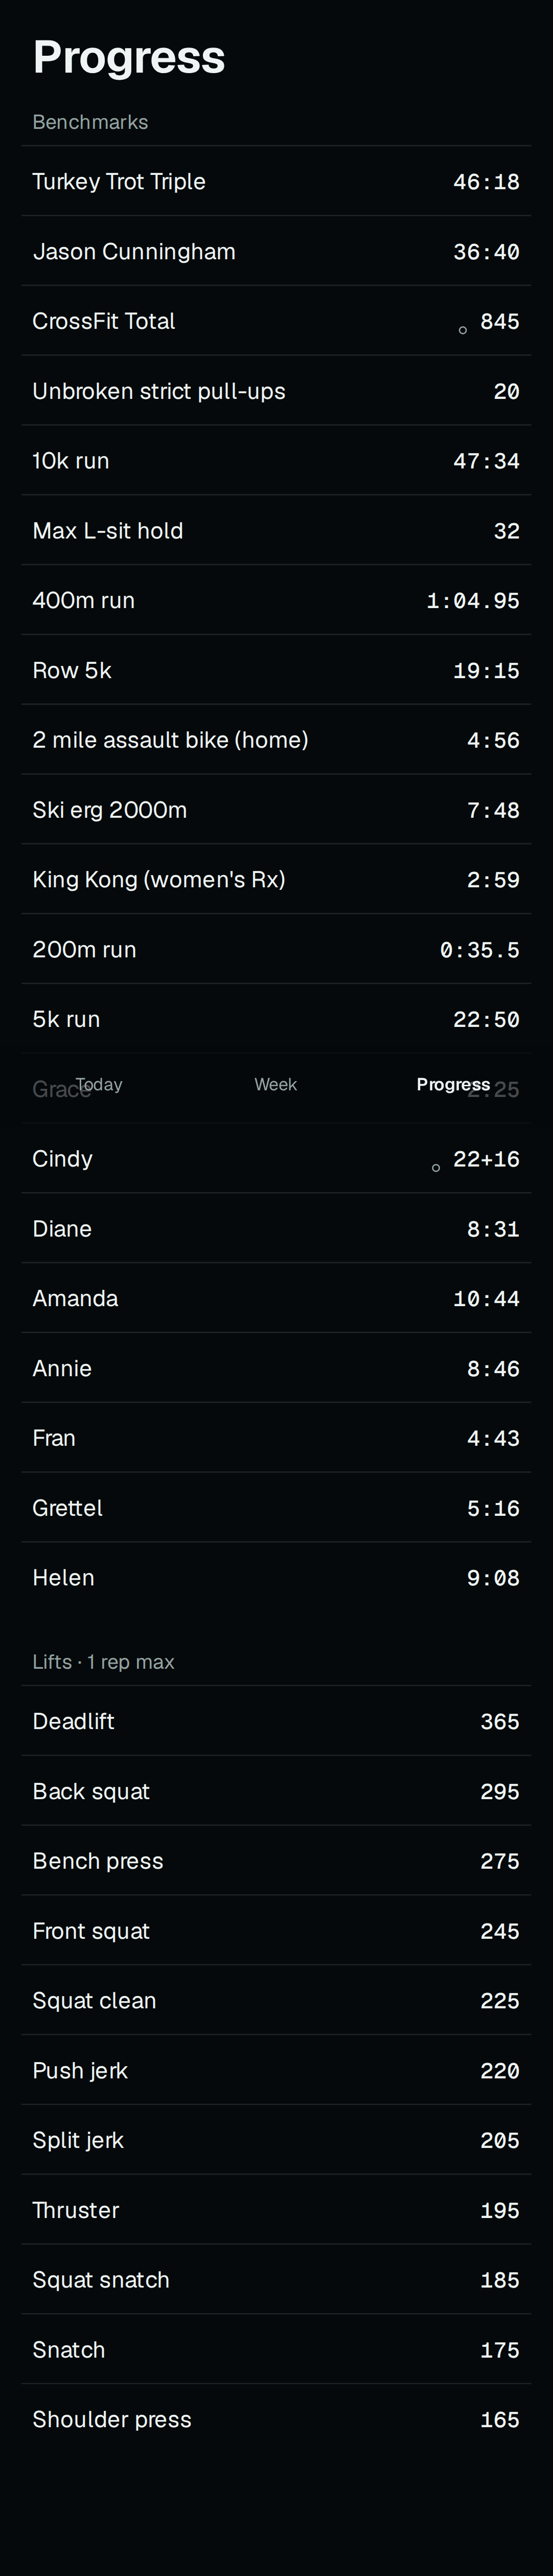 Progress
Benchmarks
Turkey Trot Triple 46:18
Jason Cunningham 36:40
CrossFit Total 845
Unbroken strict pull-ups 20
10k run 47:34
Max L-sit hold 32
400m run 1:04.95
Row 5k 19:15
2 mile assault bike (home) 4:56
Ski erg 2000m 7:48
King Kong (women's Rx) 2:59
200m run 0:35.5
5k run 22:50
Grace 2:25
Today Week Progress
Cindy 22+16
Diane 8:31
Amanda 10:44
Annie 8:46
Fran 4:43
Grettel 5:16
Helen 9:08
Lifts · 1 rep max
Deadlift 365
Back squat 295
Bench press 275
Front squat 245
Squat clean 225
Push jerk 220
Split jerk 205
Thruster 195
Squat snatch 185
Snatch 175
Shoulder press 165